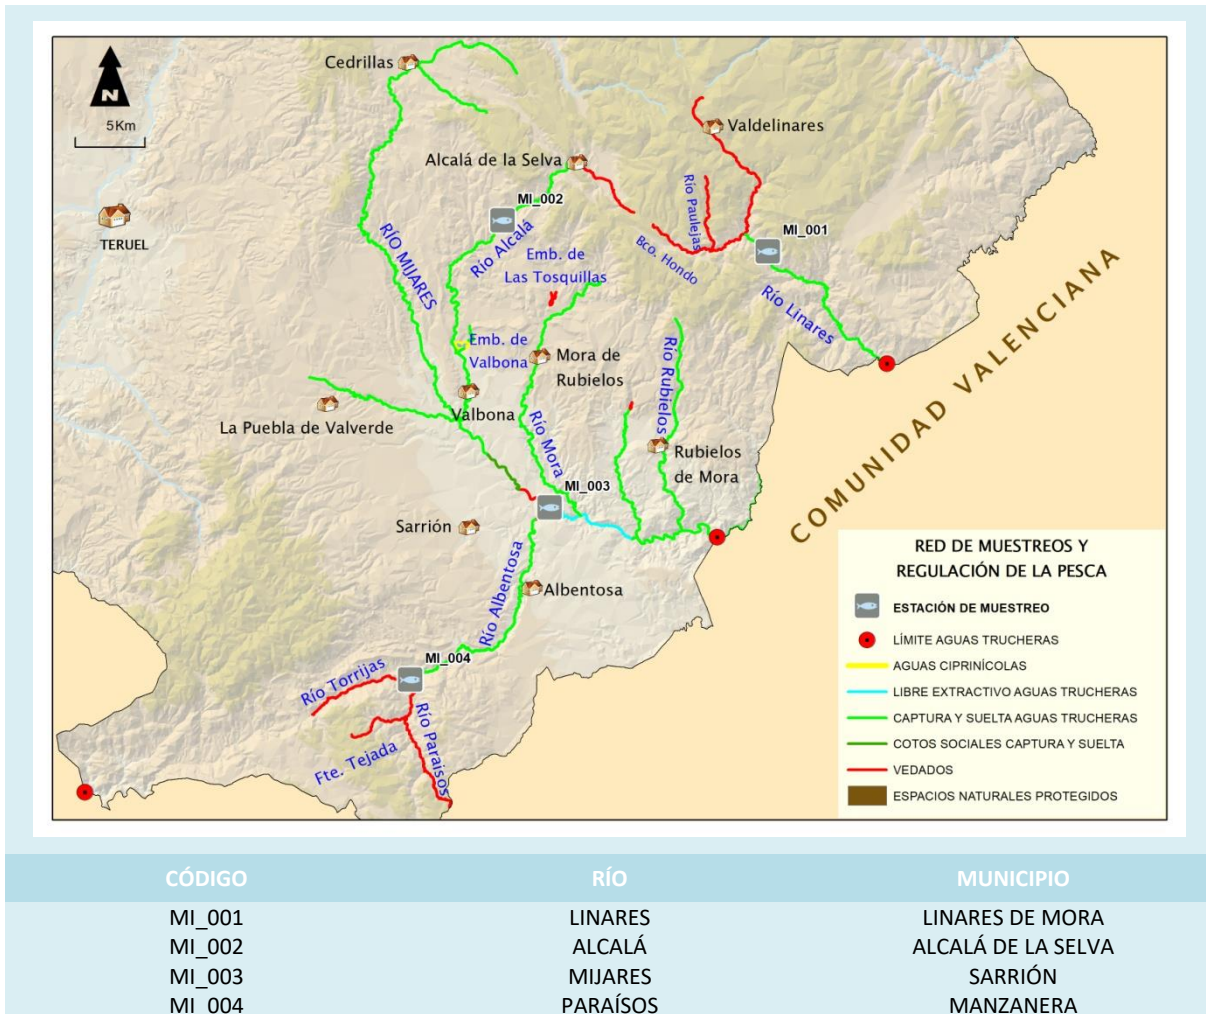 Cedrillas
N
5Km
Valdelinares
Alcalá de la Selva
MI_002
Río Paulejas
TERUEL
RÍO MIJARES
Río Alcalá
MI_001
Bco. Hondo
Emb. de
Las Tosquillas
Río Linares
COMUNIDAD VALENCIANA
Emb. de
Valbona
Mora de
Rubielos
Río Rubielos
Valbona
La Puebla de Valverde
Río Mora
Rubielos
de Mora
MI_003
Sarrión
Río Albentosa
Albentosa
MI_004
Río Torrijas
Río Paraisos
Fte. Tejada
RED DE MUESTREOS Y
REGULACIÓN DE LA PESCA
ESTACIÓN DE MUESTREO
LÍMITE AGUAS TRUCHERAS
AGUAS CIPRINÍCOLAS
LIBRE EXTRACTIVO AGUAS TRUCHERAS
CAPTURA Y SUELTA AGUAS TRUCHERAS
COTOS SOCIALES CAPTURA Y SUELTA
VEDADOS
ESPACIOS NATURALES PROTEGIDOS
CÓDIGO RÍO MUNICIPIO
MI_001 LINARES LINARES DE MORA
MI_002 ALCALÁ ALCALÁ DE LA SELVA
MI_003 MIJARES SARRIÓN
MI_004 PARAÍSOS MANZANERA